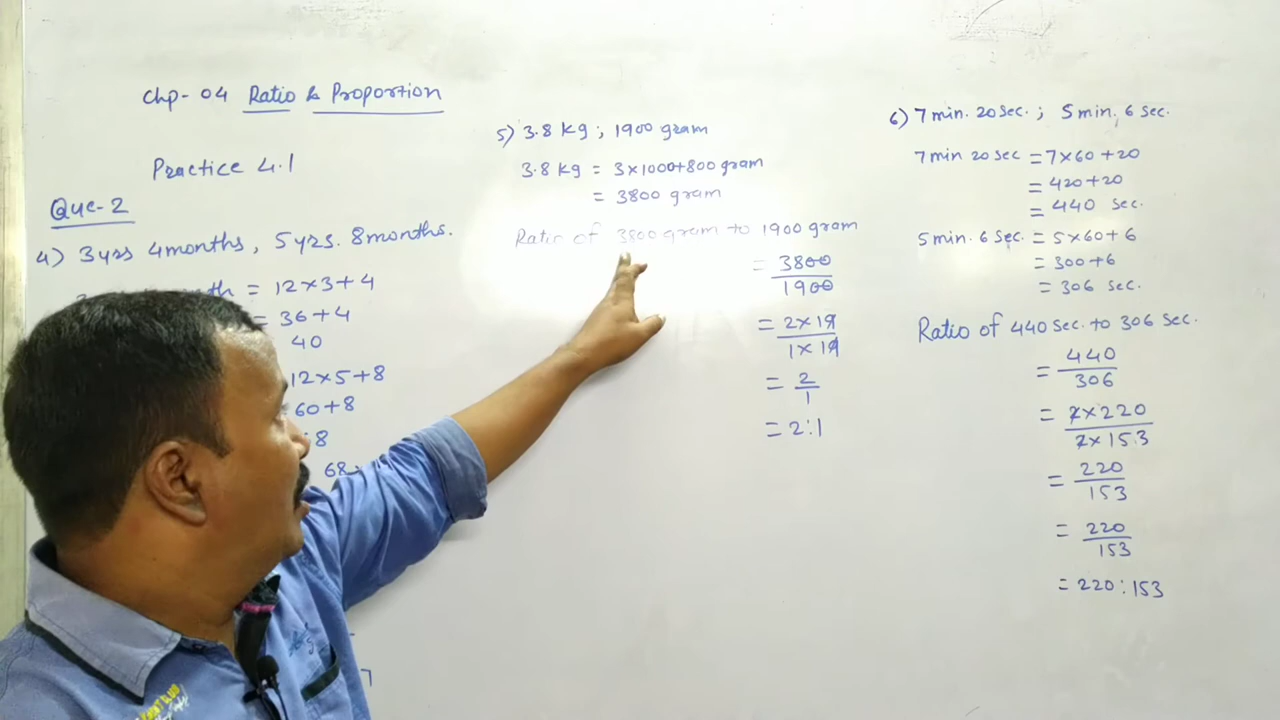 Chp- 04 Ratio & Proportion
Practice 4.1
Que-2
4) 3yrs 4months, 5yrs. 8months.
= 12×3+4
= 36+4
40
12×5+8
= 60+8
68
5) 3.8 kg ; 1900 gram
3.8 kg = 3×1000+800 gram
= 3800 gram
Ratio of 3800 gram to 1900 gram
= 3800
1900
= 2×19
1×19
= 2
1
= 2:1
6) 7 min. 20 sec. ; 5 min. 6 sec.
7 min 20 sec = 7×60+20
= 420+20
= 440 sec.
5 min. 6 sec. = 5×60+6
= 300+6
= 306 sec.
Ratio of 440 sec. to 306 sec.
= 440
306
= 2×220
2×153
= 220
153
= 220
153
= 220:153